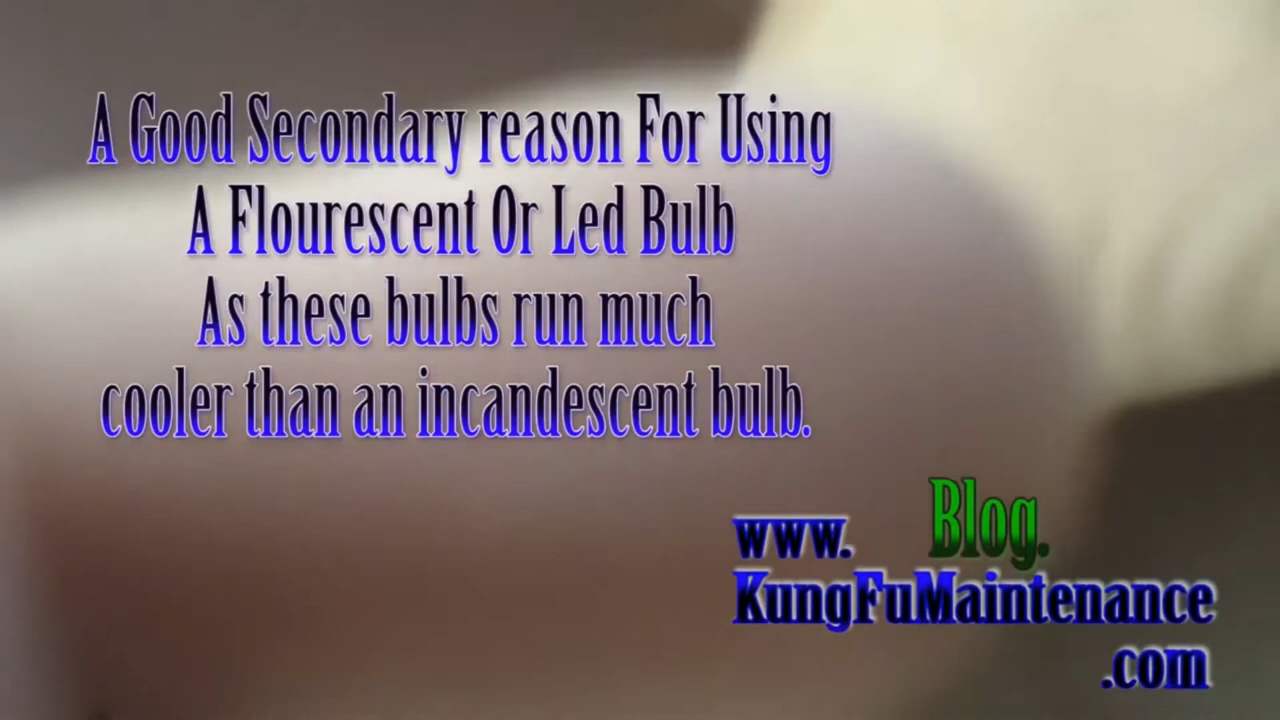 A Good Secondary reason For Using
A Flourescent Or Led Bulb
As these bulbs run much
cooler than an incandescent bulb.
www. Blog.
KungFuMaintenance
.com